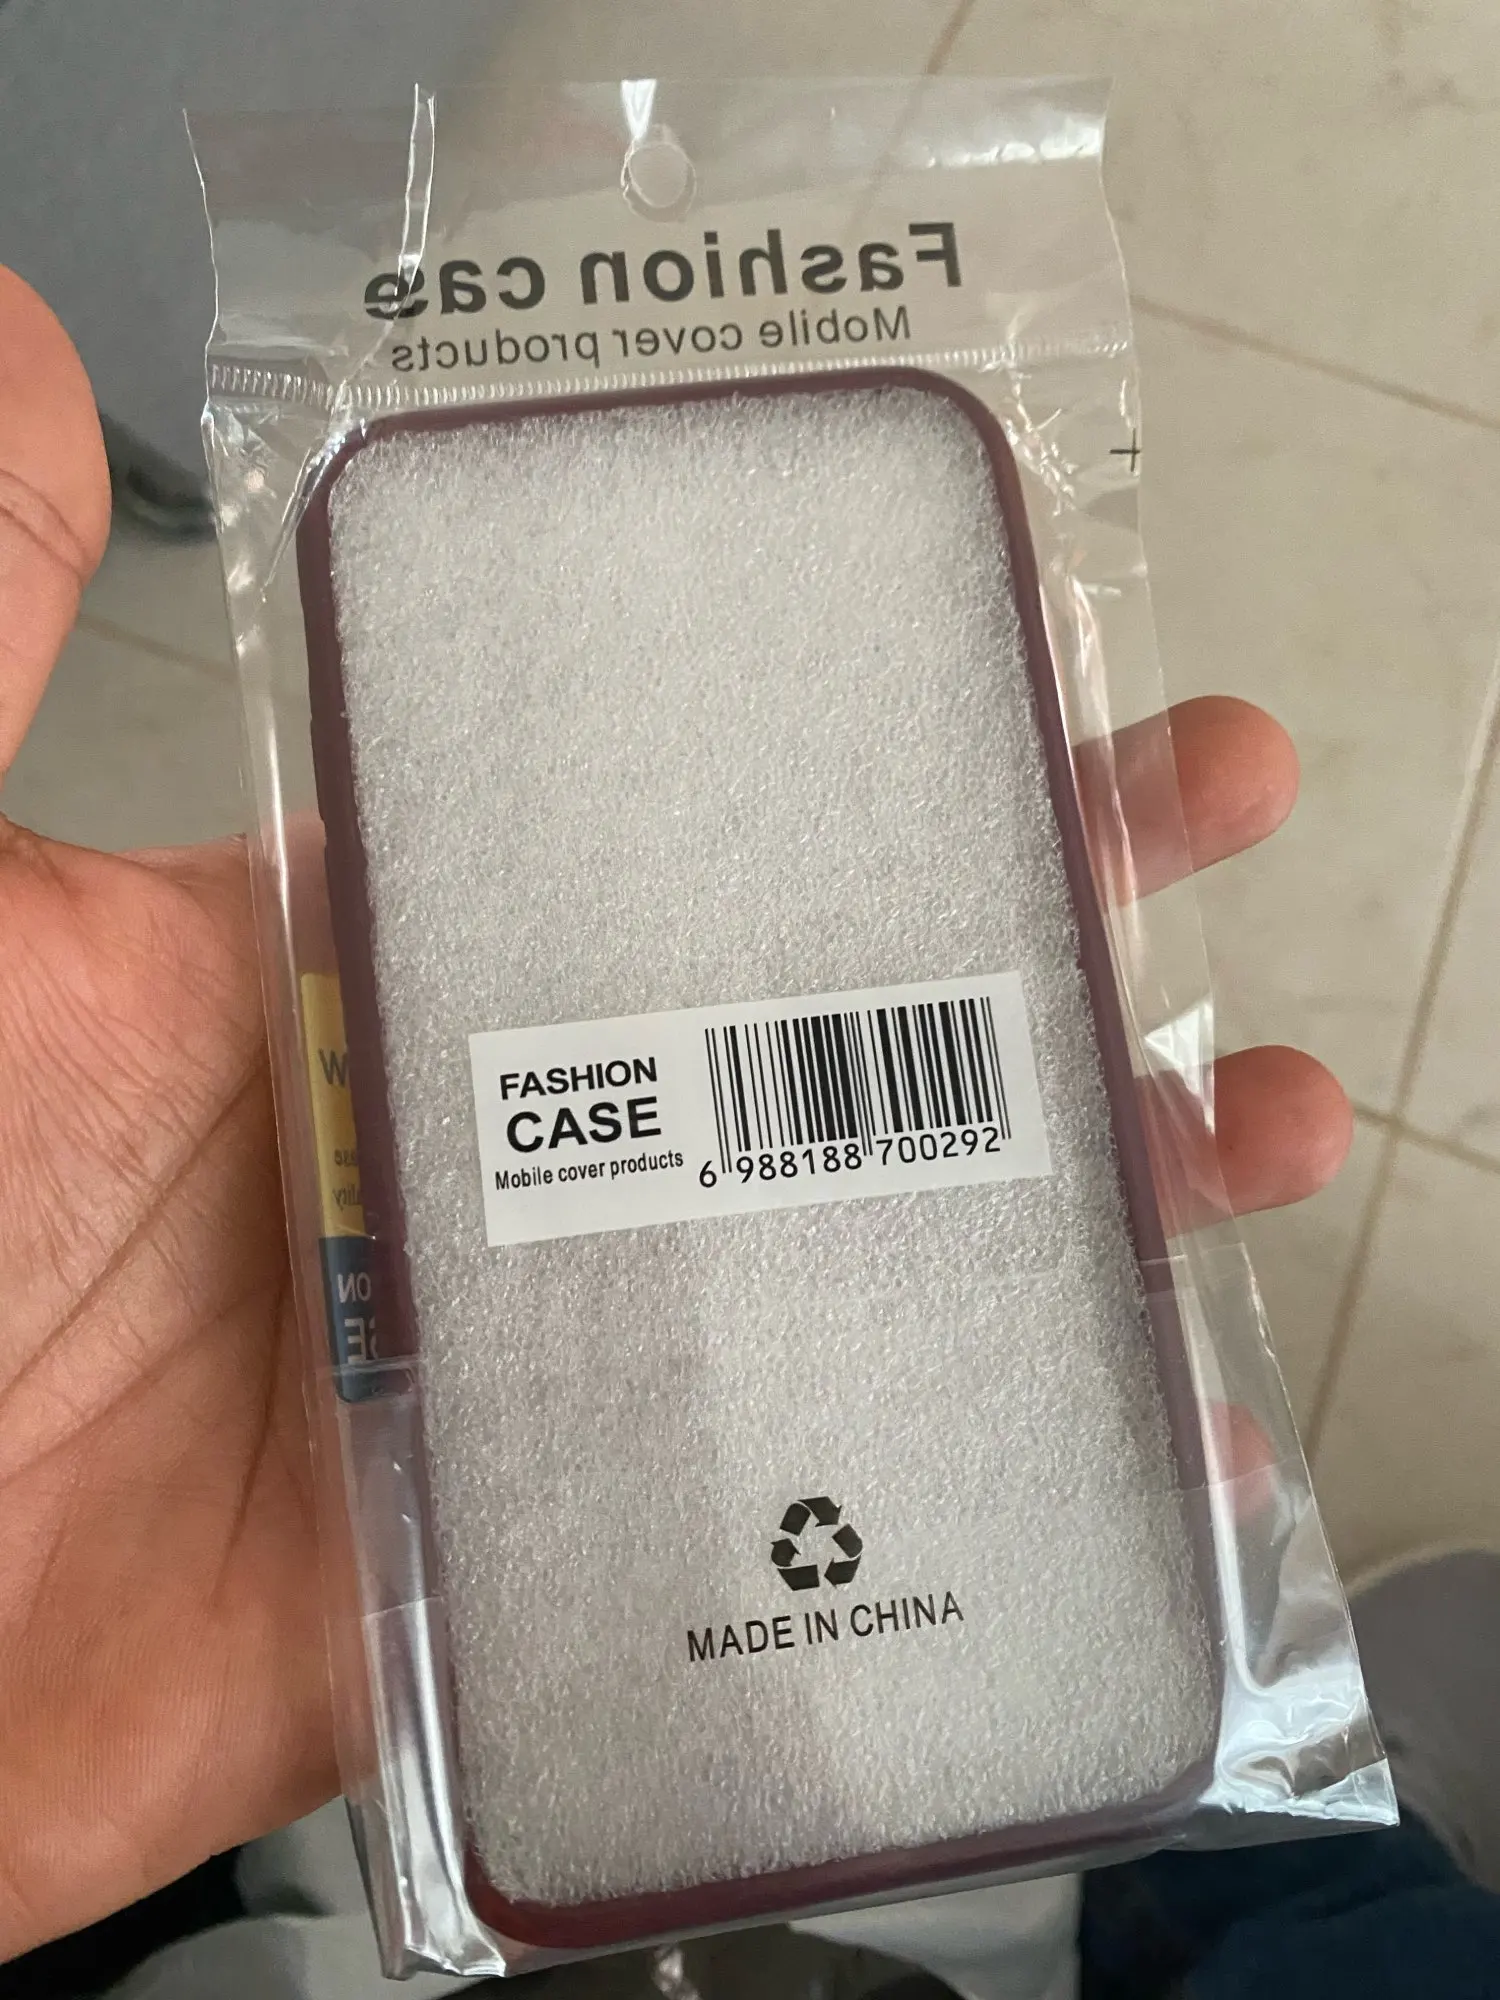 Fashion case
Mobile cover products
FASHION
CASE
Mobile cover products
6 988188 700292
MADE IN CHINA